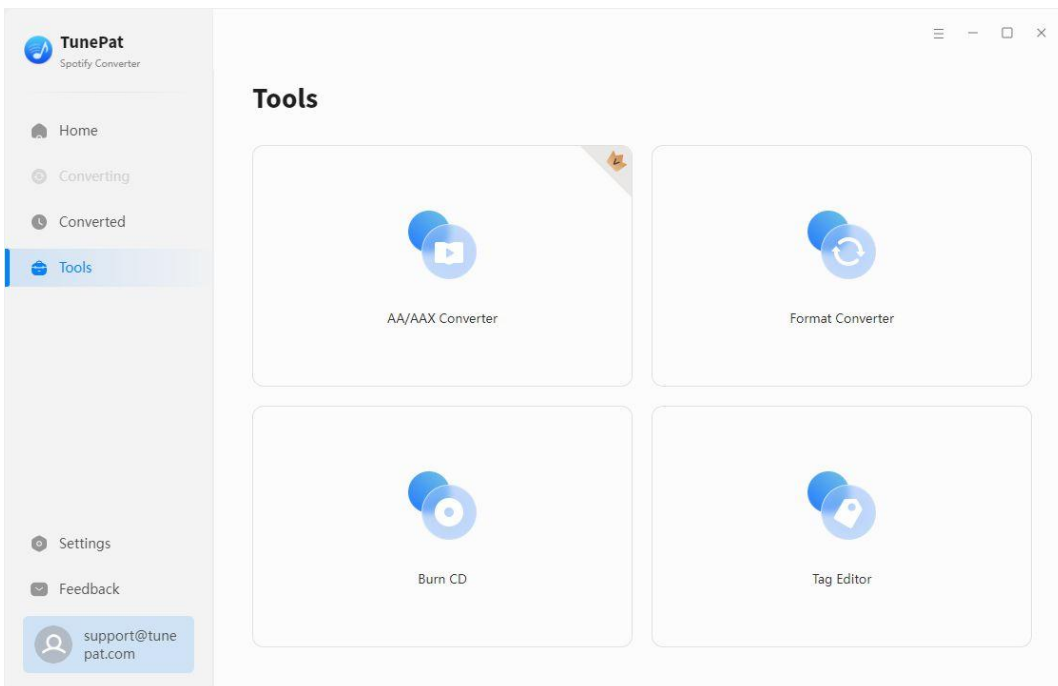 TunePat
Spotify Converter
Home
Converting
Converted
Tools
Settings
Feedback
support@tune
pat.com
Tools
AA/AAX Converter
Format Converter
Burn CD
Tag Editor